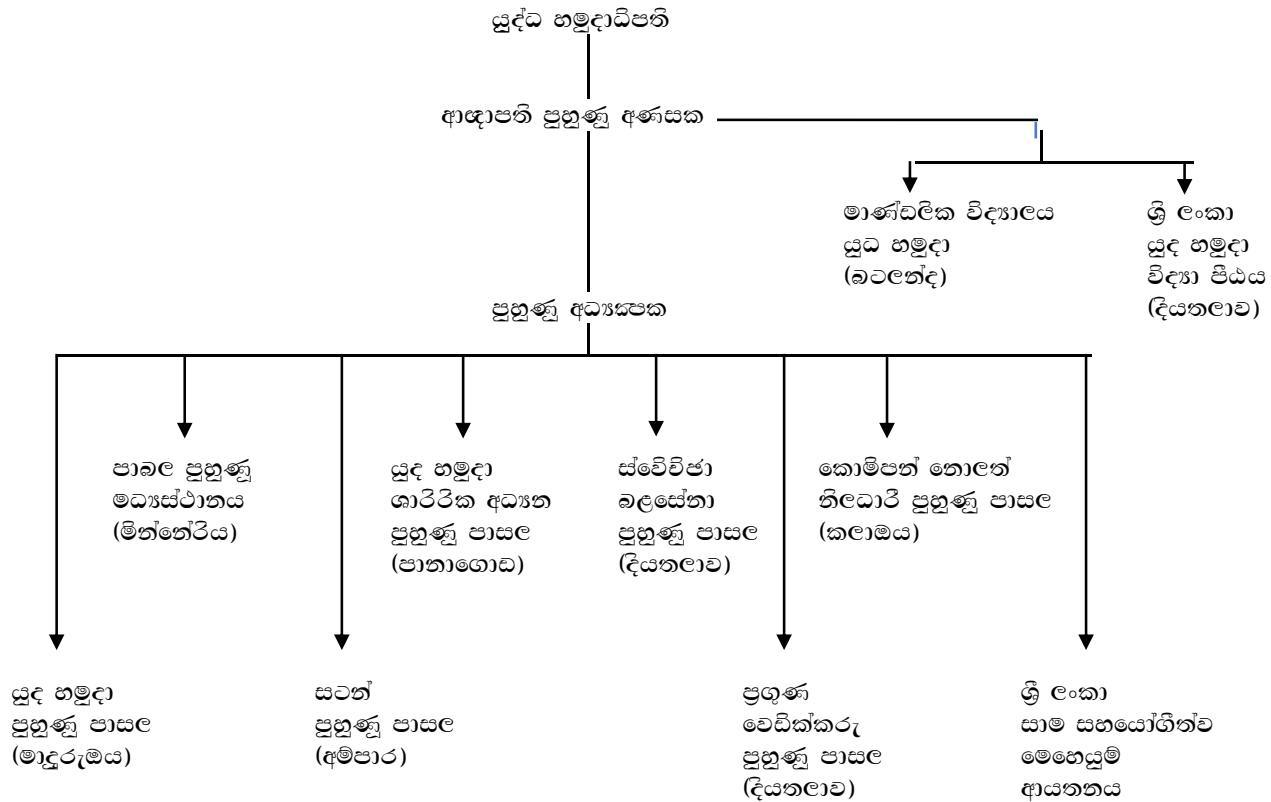 යුද්ධ හමුදාධිපති
ආඥාපති පුහුණු අණසක
මාණ්ඩලික විද්‍යාලය
යුධ හමුදා
(බටලන්ද)
ශ්‍රි ලංකා
යුද හමුදා
විද්‍යා පීඨය
(දියතලාව)
පුහුණු අධ්‍යක්‍ෂක
පාබල පුහුණූ
මධ්‍යස්ථානය
(මින්නේරිය)
යුද හමුදා
ශාරිරික අධ්‍යන
පුහුණු පාසල
(පානාගොඩ)
ස්වේච්ඡා
බළසේනා
පුහුණු පාසල
(දියතලාව)
කොම්පන් නොලත්
නිලධාරී පුහුණු පාසල
(කලාඔය)
යුද හමුදා
පුහුණු පාසල
(මාදුරුඔය)
සටන්
පුහුණූ පාසල
(අම්පාර)
ප්‍රගුණ
වෙඩික්කරු
පුහුණු පාසල
(දියතලාව)
ශ්‍රී ලංකා
සාම සහයෝගීත්ව
මෙහෙයුම්
ආයතනය